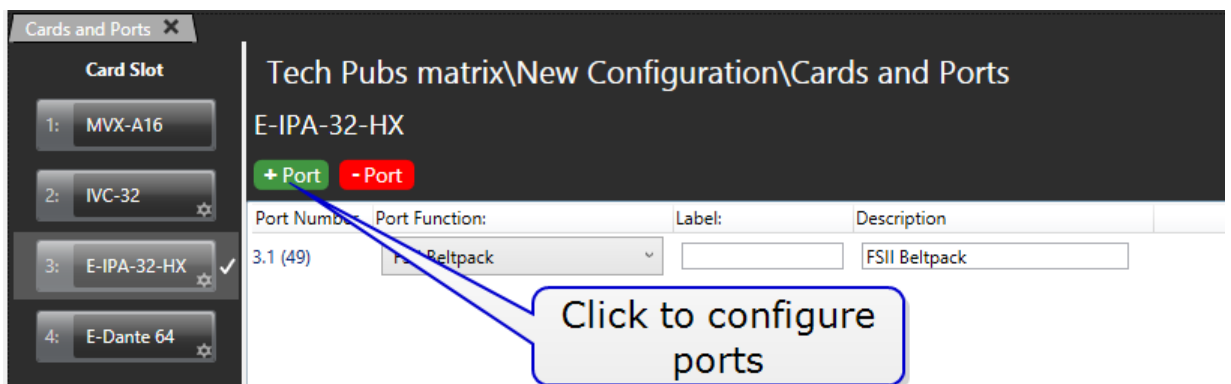 Cards and Ports
Card Slot
Tech Pubs matrix\New Configuration\Cards and Ports
1: MVX-A16
E-IPA-32-HX
+ Port - Port
2: IVC-32
Port Number Port Function: Label: Description
3: E-IPA-32-HX
3.1 (49) FSII Beltpack FSII Beltpack
Click to configure
ports
4: E-Dante 64